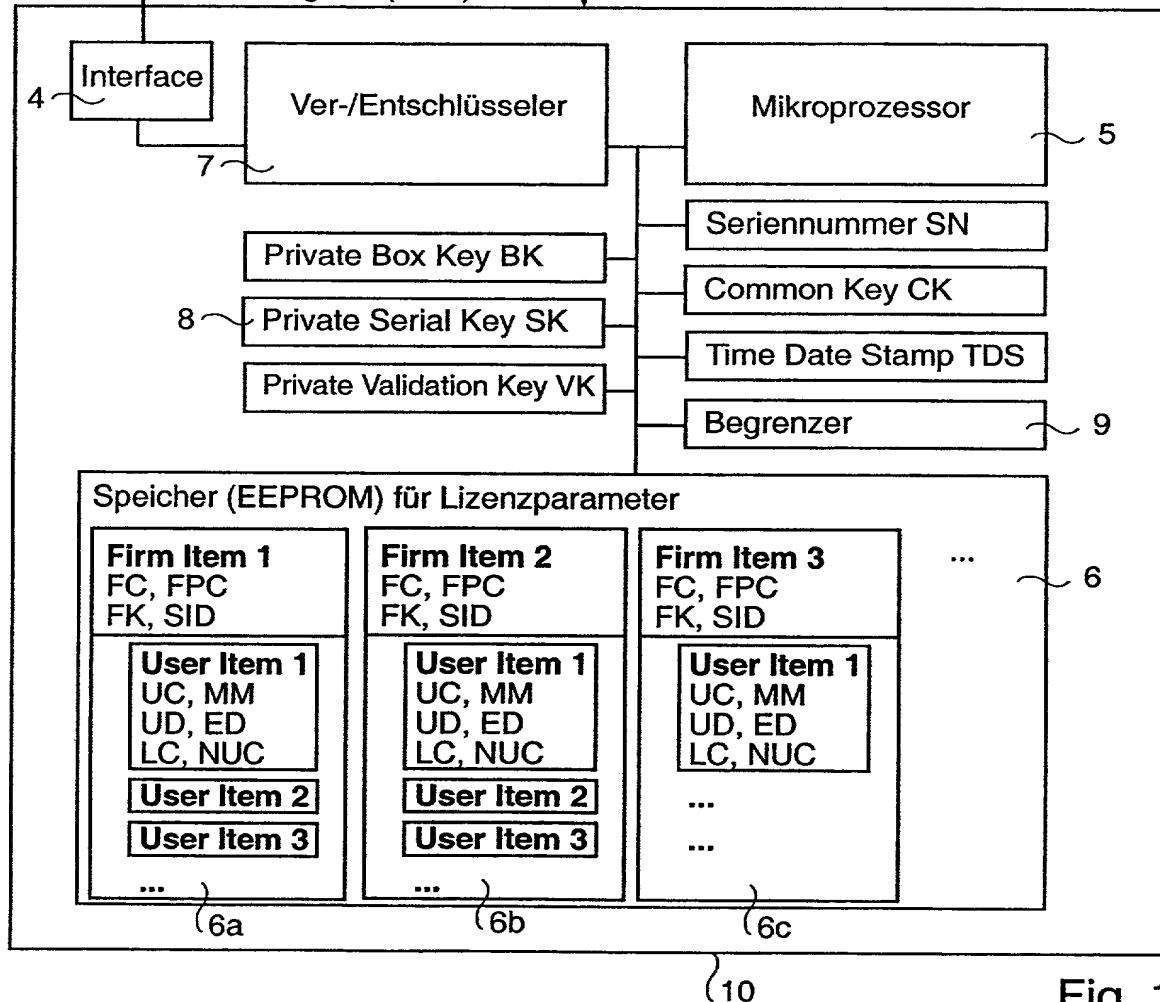 Interface
4
Ver-/Entschlüsseler
7
Mikroprozessor
5
Seriennummer SN
Private Box Key BK
Common Key CK
8
Private Serial Key SK
Time Date Stamp TDS
Private Validation Key VK
Begrenzer
9
Speicher (EEPROM) für Lizenzparameter
Firm Item 1
FC, FPC
FK, SID
User Item 1
UC, MM
UD, ED
LC, NUC
User Item 2
User Item 3
...
6a
Firm Item 2
FC, FPC
FK, SID
User Item 1
UC, MM
UD, ED
LC, NUC
User Item 2
User Item 3
...
6b
Firm Item 3
FC, FPC
FK, SID
User Item 1
UC, MM
UD, ED
LC, NUC
...
...
6c
...
6
10
Fig. 1